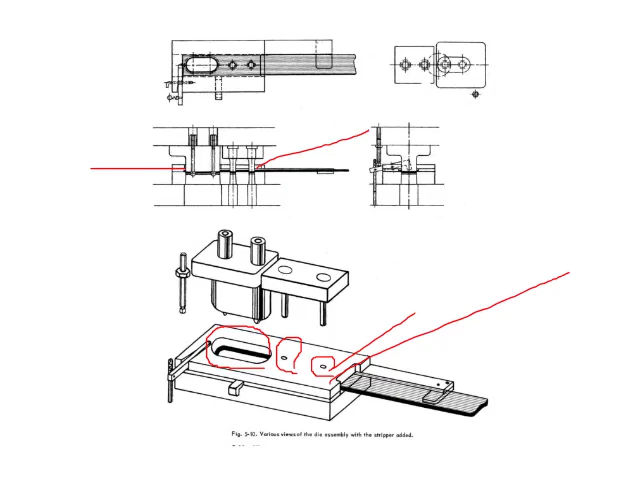 Fig. 5-10. Various views of the die assembly with the stripper added.